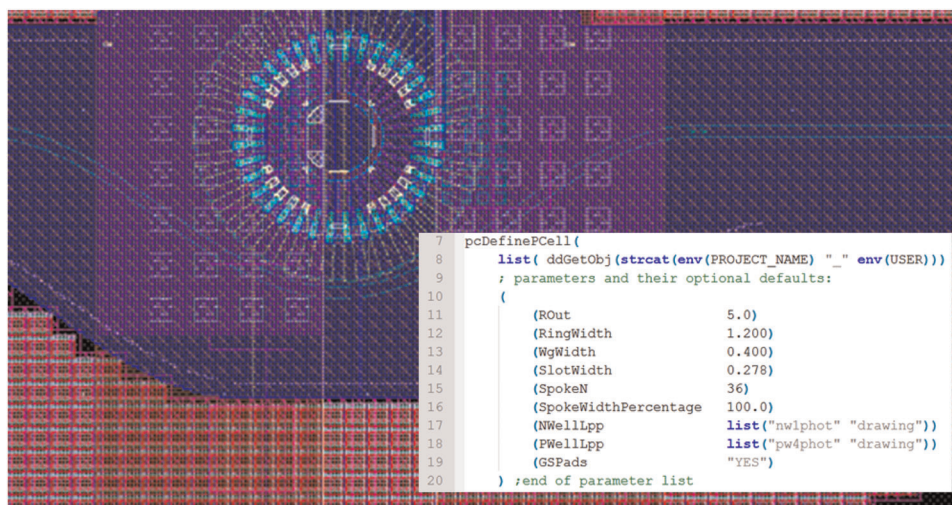 7 pcDefinePCell(
8 list( ddGetObj(strcat(env(PROJECT_NAME) "_" env(USER)))
9 ; parameters and their optional defaults:
10 (
11 (ROut 5.0)
12 (RingWidth 1.200)
13 (WgWidth 0.400)
14 (SlotWidth 0.278)
15 (SpokeN 36)
16 (SpokeWidthPercentage 100.0)
17 (NWellLpp list("nw1phot" "drawing"))
18 (PWellLpp list("pw4phot" "drawing"))
19 (GSPads "YES")
20 ) ;end of parameter list